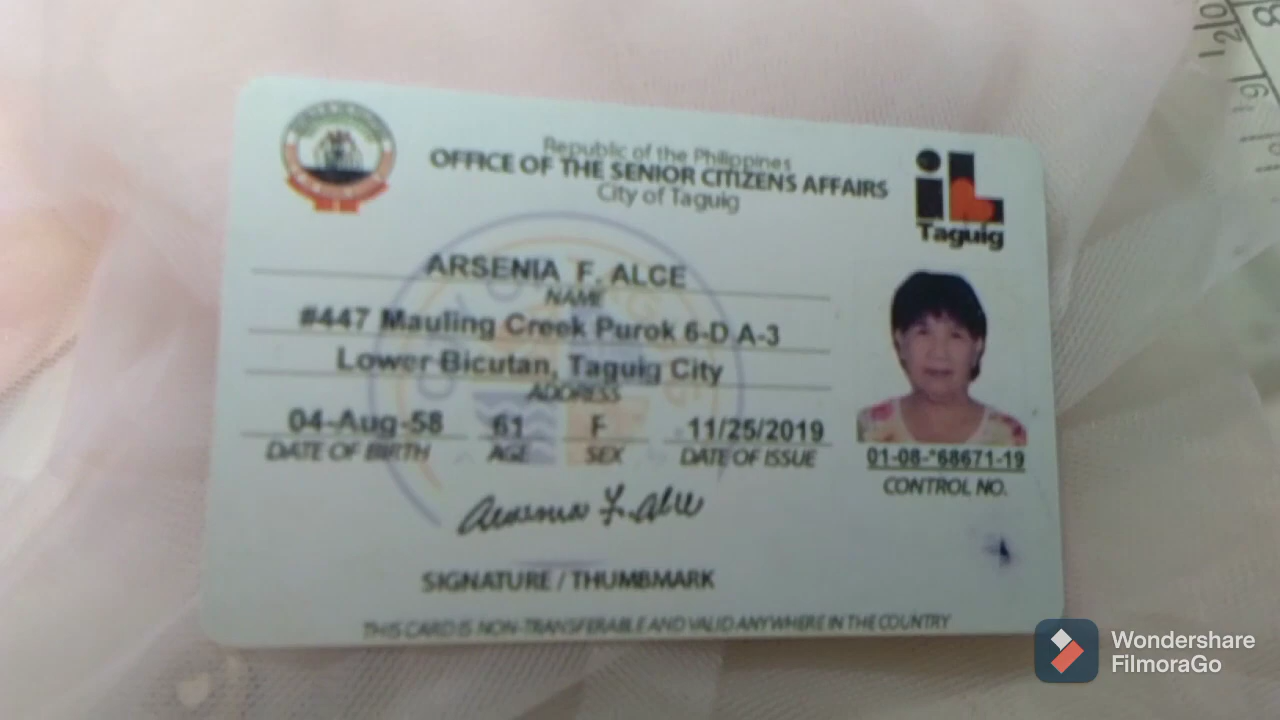 Republic of the Philippines
OFFICE OF THE SENIOR CITIZENS AFFAIRS
City of Taguig
iL
Taguig
ARSENIA F. ALCE
NAME
#447 Mauling Creek Purok 6-D A-3
Lower Bicutan, Taguig City
ADDRESS
04-Aug-58 61 F 11/25/2019
DATE OF BIRTH AGE SEX DATE OF ISSUE
01-08-*68671-19
CONTROL NO.
Arsenia F. Alce
SIGNATURE / THUMBMARK
THIS CARD IS NON-TRANSFERABLE AND VALID ANYWHERE IN THE COUNTRY
Wondershare
FilmoraGo